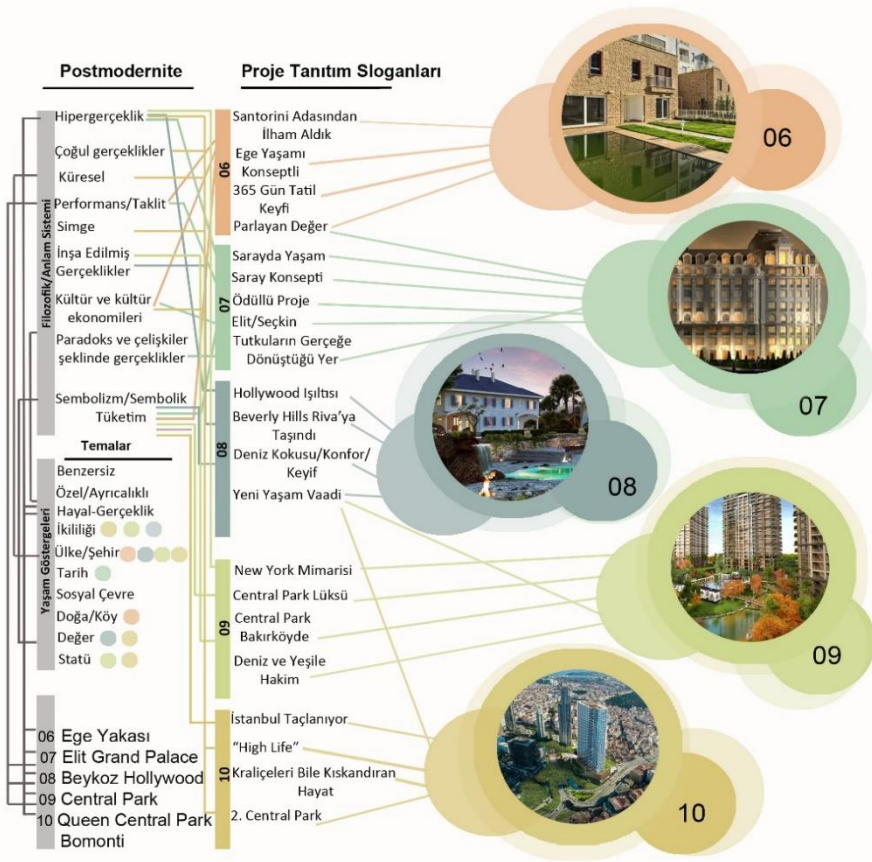 Postmodernite
Filozofik/Anlam Sistemi
Hipergerçeklik
Çoğul gerçeklikler
Küresel
Performans/Taklit
Simge
İnşa Edilmiş
Gerçeklikler
Kültür ve kültür
ekonomileri
Paradoks ve çelişkiler
şeklinde gerçeklikler
Sembolizm/Sembolik
Tüketim
Temalar
Yaşam Göstergeleri
Benzersiz
Özel/Ayrıcalıklı
Hayal-Gerçeklik
İkililiği
Ülke/Şehir
Tarih
Sosyal Çevre
Doğa/Köy
Değer
Statü
06 Ege Yakası
07 Elit Grand Palace
08 Beykoz Hollywood
09 Central Park
10 Queen Central Park
Bomonti
Proje Tanıtım Sloganları
06
Santorini Adasından
İlham Aldık
Ege Yaşamı
Konseptli
365 Gün Tatil
Keyfi
Parlayan Değer
07
Sarayda Yaşam
Saray Konsepti
Ödüllü Proje
Elit/Seçkin
Tutkuların Gerçeğe
Dönüştüğü Yer
08
Hollywood Işıltısı
Beverly Hills Riva'ya
Taşındı
Deniz Kokusu/Konfor/
Keyif
Yeni Yaşam Vaadi
09
New York Mimarisi
Central Park Lüksü
Central Park
Bakırköyde
Deniz ve Yeşile
Hakim
10
İstanbul Taçlanıyor
"High Life"
Kraliçeleri Bile Kıskandıran
Hayat
2. Central Park
06
07
08
09
10